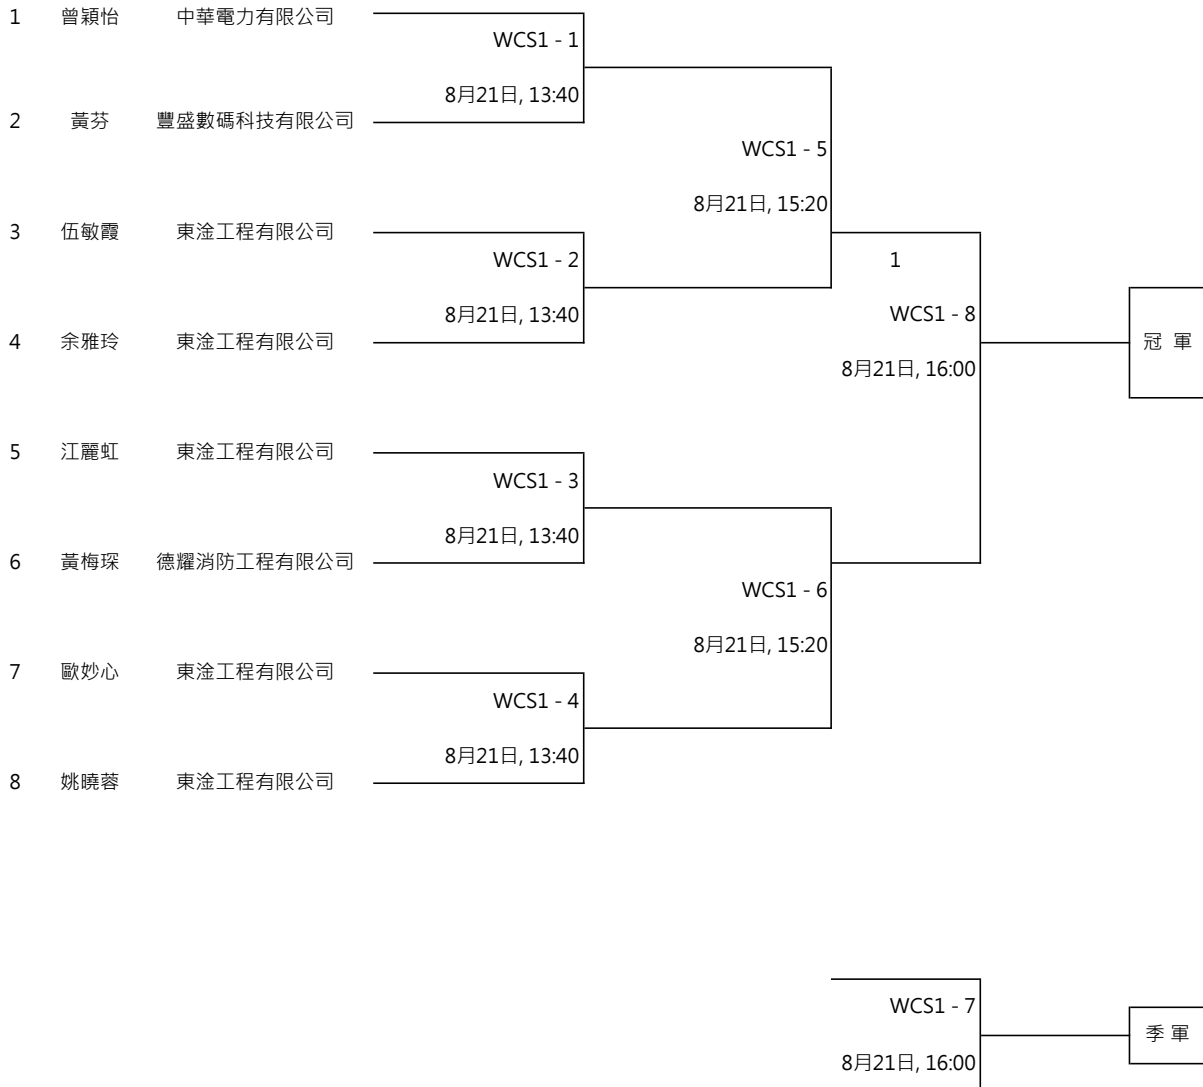 1 曾穎怡 中華電力有限公司
WCS1 - 1
8月21日, 13:40
2 黃芬 豐盛數碼科技有限公司
WCS1 - 5
8月21日, 15:20
3 伍敏霞 東淦工程有限公司
WCS1 - 2
1
8月21日, 13:40
WCS1 - 8
4 余雅玲 東淦工程有限公司
冠 軍
8月21日, 16:00
5 江麗虹 東淦工程有限公司
WCS1 - 3
8月21日, 13:40
6 黃梅琛 德耀消防工程有限公司
WCS1 - 6
8月21日, 15:20
7 歐妙心 東淦工程有限公司
WCS1 - 4
8月21日, 13:40
8 姚曉蓉 東淦工程有限公司
WCS1 - 7
季 軍
8月21日, 16:00